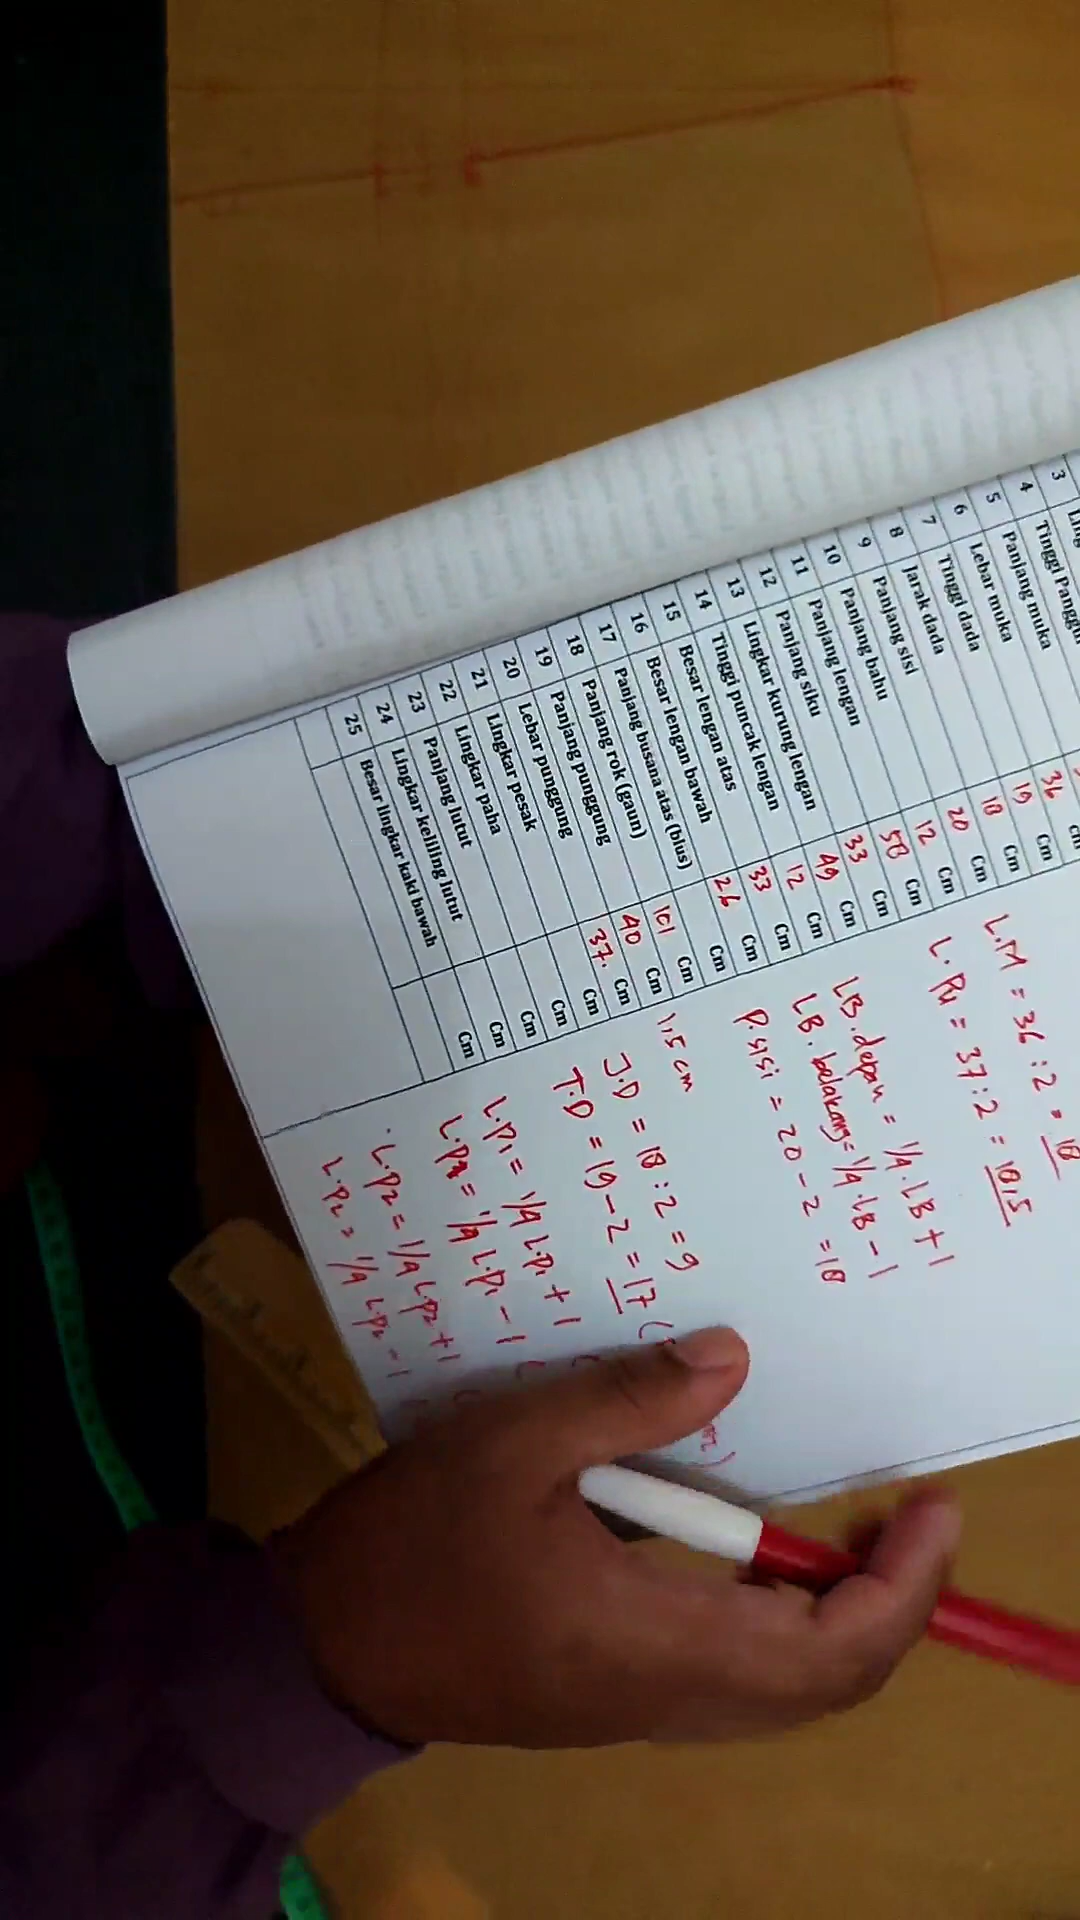 3 Ling
4 Tinggi Panggu
5 Panjang muka cm
6 Lebar muka 36 Cm
7 Tinggi dada 19 Cm
8 Jarak dada 18 Cm
9 Panjang sisi 20 Cm
10 Panjang bahu 12 Cm
11 Panjang lengan 58 Cm
12 Panjang siku 33 Cm
13 Lingkar kurung lengan 49 Cm
14 Tinggi puncak lengan 12 Cm
15 Besar lengan atas 33 Cm
16 Besar lengan bawah 26 Cm
17 Panjang busana atas (blus) Cm
18 Panjang rok (gaun) 101 Cm
19 Panjang punggung 40 Cm
20 Lebar punggung 37. Cm
21 Lingkar pesak Cm
22 Lingkar paha Cm
23 Panjang lutut Cm
24 Lingkar keliling lutut Cm
25 Besar lingkar kaki bawah Cm
L.M = 36 : 2 = 18
L. Pu = 37 : 2 = 18,5
LB. depan = 1/4 . LB + 1
LB. belakang = 1/4 . LB - 1
P. sisi = 20 - 2 = 18
1,5 cm
J.D = 18 : 2 = 9
T.D = 19 - 2 = 17 (
L.P1 = 1/4 L.P1 + 1 (
L.P1 = 1/4 L.P1 - 1 (
L.P2 = 1/4 L.P2 + 1 (
L.P2 = 1/4 L.P2 - 1